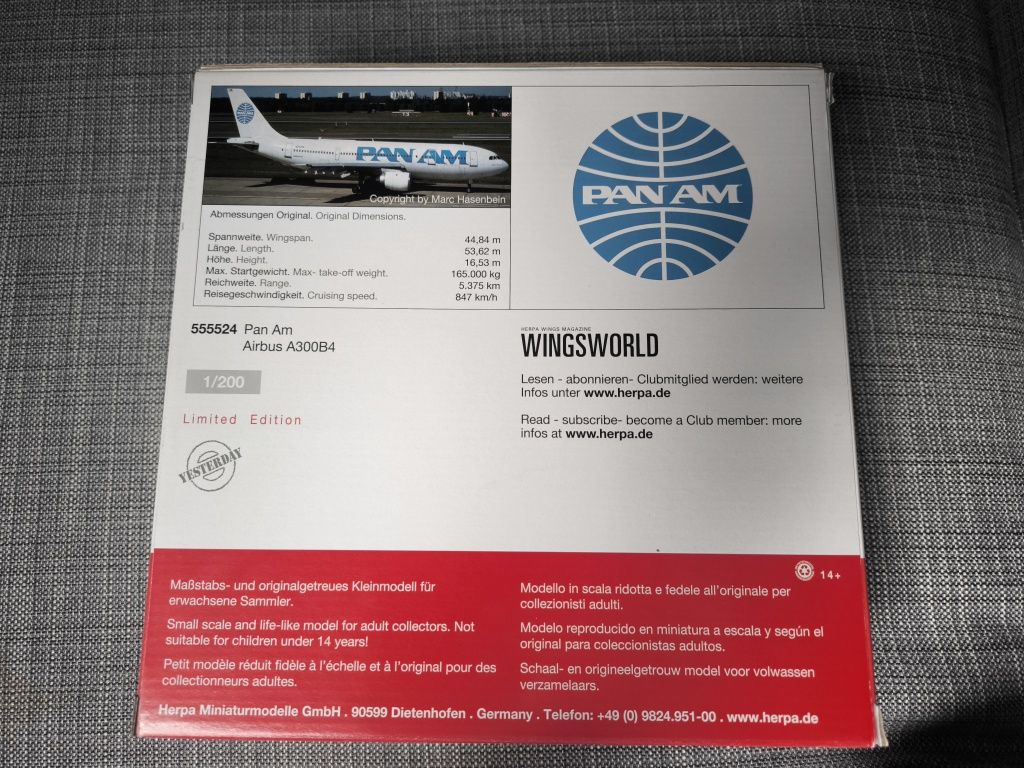 PAN AM
Copyright by Marc Hasenbein
PAN AM
Abmessungen Original. Original Dimensions.
Spannweite. Wingspan. 44,84 m
Länge. Length. 53,62 m
Höhe. Height. 16,53 m
Max. Startgewicht. Max- take-off weight. 165.000 kg
Reichweite. Range. 5.375 km
Reisegeschwindigkeit. Cruising speed. 847 km/h
555524 Pan Am
Airbus A300B4
1/200
Limited Edition
YESTERDAY
HERPA WINGS MAGAZINE
WINGSWORLD
Lesen - abonnieren- Clubmitglied werden: weitere
Infos unter www.herpa.de
Read - subscribe- become a Club member: more
infos at www.herpa.de
14+
Maßstabs- und originalgetreues Kleinmodell für
erwachsene Sammler.
Small scale and life-like model for adult collectors. Not
suitable for children under 14 years!
Petit modèle réduit fidèle à l'échelle et à l'original pour des
collectionneurs adultes.
Modello in scala ridotta e fedele all'originale per
collezionisti adulti.
Modelo reproducido en miniatura a escala y según el
original para coleccionistas adultos.
Schaal- en origineelgetrouw model voor volwassen
verzamelaars.
Herpa Miniaturmodelle GmbH . 90599 Dietenhofen . Germany . Telefon: +49 (0) 9824.951-00 . www.herpa.de